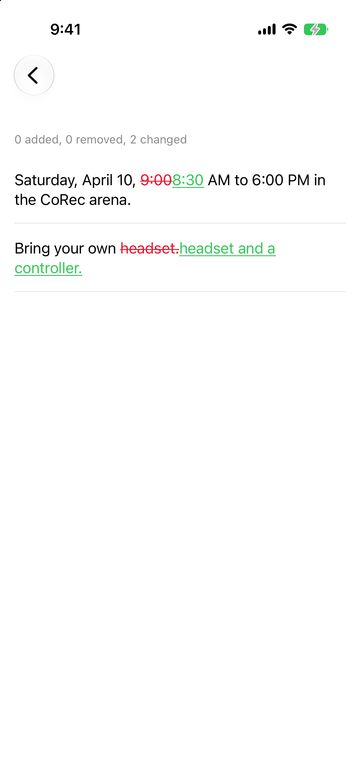 9:41
0 added, 0 removed, 2 changed
Saturday, April 10, 9:008:30 AM to 6:00 PM in
the CoRec arena.
Bring your own headset.headset and a
controller.